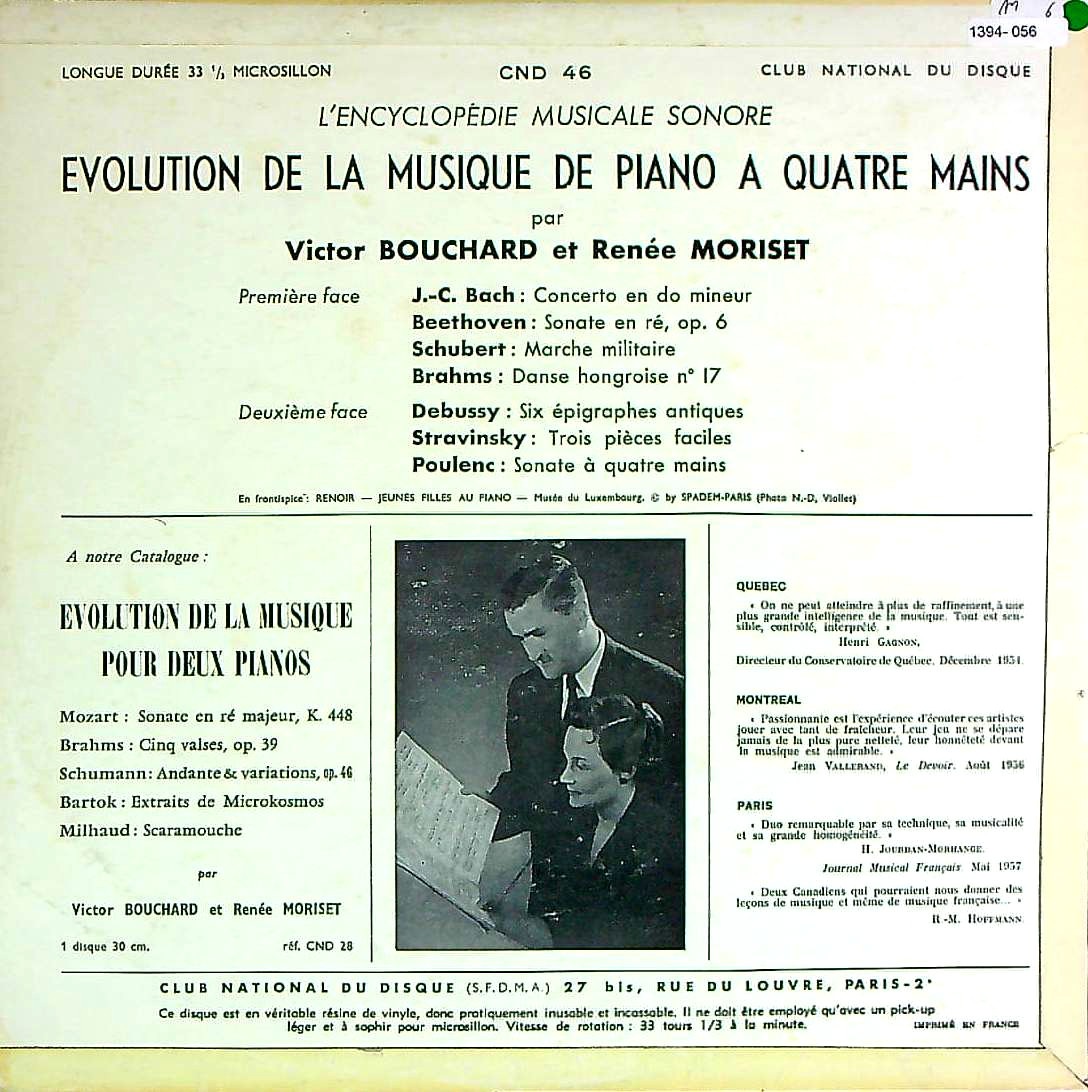 1394-056
LONGUE DURÉE 33 1/3 MICROSILLON
CND 46
CLUB NATIONAL DU DISQUE
L'ENCYCLOPÉDIE MUSICALE SONORE
EVOLUTION DE LA MUSIQUE DE PIANO A QUATRE MAINS
par
Victor BOUCHARD et Renée MORISET
Première face
J.-C. Bach : Concerto en do mineur
Beethoven : Sonate en ré, op. 6
Schubert : Marche militaire
Brahms : Danse hongroise n° 17
Deuxième face
Debussy : Six épigraphes antiques
Stravinsky : Trois pièces faciles
Poulenc : Sonate à quatre mains
En frontispice : RENOIR — JEUNES FILLES AU PIANO — Musée du Luxembourg. © by SPADEM-PARIS (Photo N.-D, Viollet)
A notre Catalogue :
EVOLUTION DE LA MUSIQUE
POUR DEUX PIANOS
Mozart : Sonate en ré majeur, K. 448
Brahms : Cinq valses, op. 39
Schumann : Andante & variations, op. 46
Bartok : Extraits de Microkosmos
Milhaud : Scaramouche
par
Victor BOUCHARD et Renée MORISET
1 disque 30 cm.
réf. CND 28
QUEBEC
« On ne peut atteindre à plus de raffinement, à une
plus grande intelligence de la musique. Tout est sen-
sible, contrôlé, interprété. »
Henri GAGNON,
Directeur du Conservatoire de Québec. Décembre 1954.
MONTREAL
« Passionnante est l'expérience d'écouter ces artistes
jouer avec tant de fraîcheur. Leur jeu ne se dépare
jamais de la plus pure netteté, leur honnêteté devant
la musique est admirable. »
Jean VALLERAND, Le Devoir. Août 1956
PARIS
« Duo remarquable par sa technique, sa musicalité
et sa grande homogénéité. »
H. JOURDAN-MORHANGE.
Journal Musical Français Mai 1957
« Deux Canadiens qui pourraient nous donner des
leçons de musique et même de musique française... »
R.-M. HOFFMANN.
CLUB NATIONAL DU DISQUE (S.F.D.M.A.) 27 bis, RUE DU LOUVRE, PARIS-2°
Ce disque est en véritable résine de vinyle, donc pratiquement inusable et incassable. Il ne doit être employé qu'avec un pick-up
léger et à saphir pour microsillon. Vitesse de rotation : 33 tours 1/3 à la minute.
IMPRIMÉ EN FRANCE